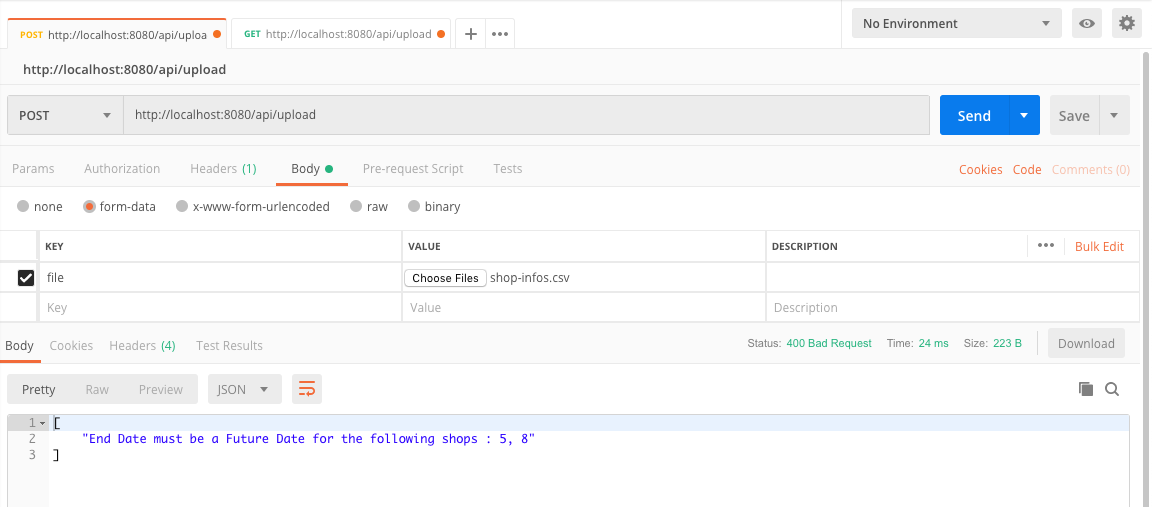 POST http://localhost:8080/api/uploa GET http://localhost:8080/api/upload + ••• No Environment
http://localhost:8080/api/upload
POST http://localhost:8080/api/upload Send Save
Params Authorization Headers (1) Body Pre-request Script Tests Cookies Code Comments (0)
none form-data x-www-form-urlencoded raw binary
KEY VALUE DESCRIPTION ••• Bulk Edit
file Choose Files shop-infos.csv
Key Value Description
Body Cookies Headers (4) Test Results Status: 400 Bad Request Time: 24 ms Size: 223 B Download
Pretty Raw Preview JSON
1 [
2 "End Date must be a Future Date for the following shops : 5, 8"
3 ]